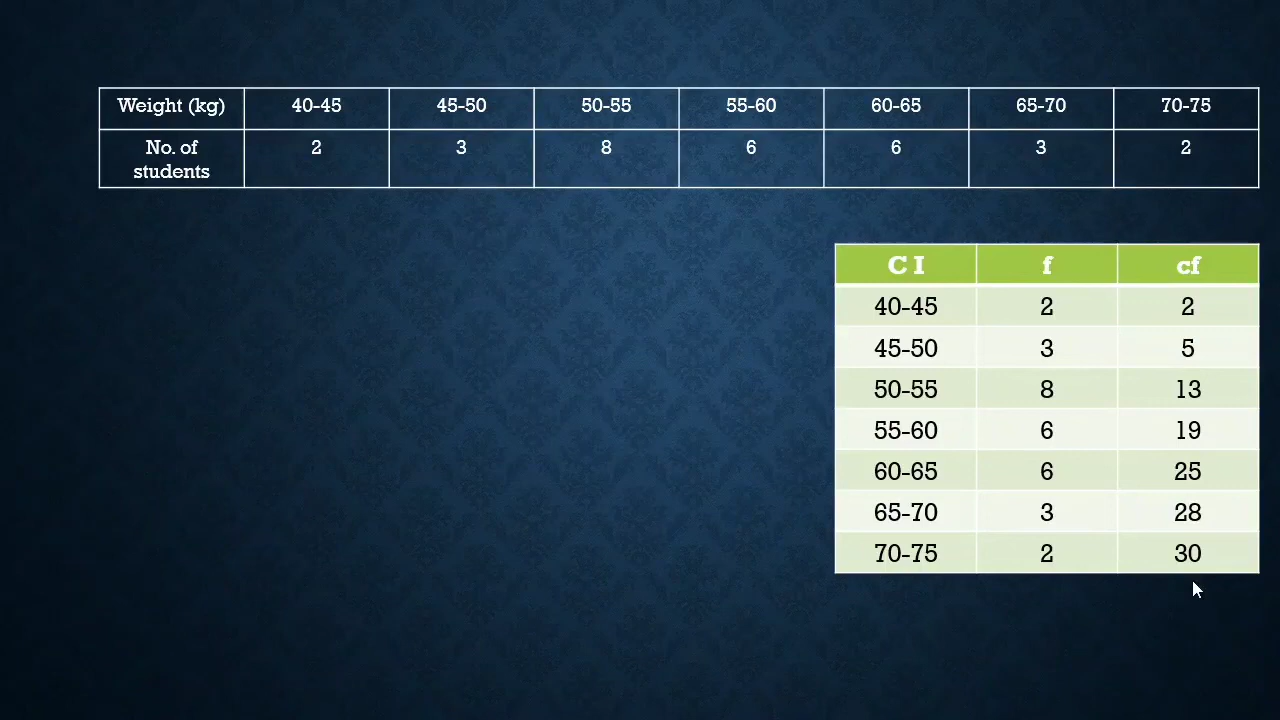 Weight (kg) 40-45 45-50 50-55 55-60 60-65 65-70 70-75
No. of
students 2 3 8 6 6 3 2
C I f cf
40-45 2 2
45-50 3 5
50-55 8 13
55-60 6 19
60-65 6 25
65-70 3 28
70-75 2 30